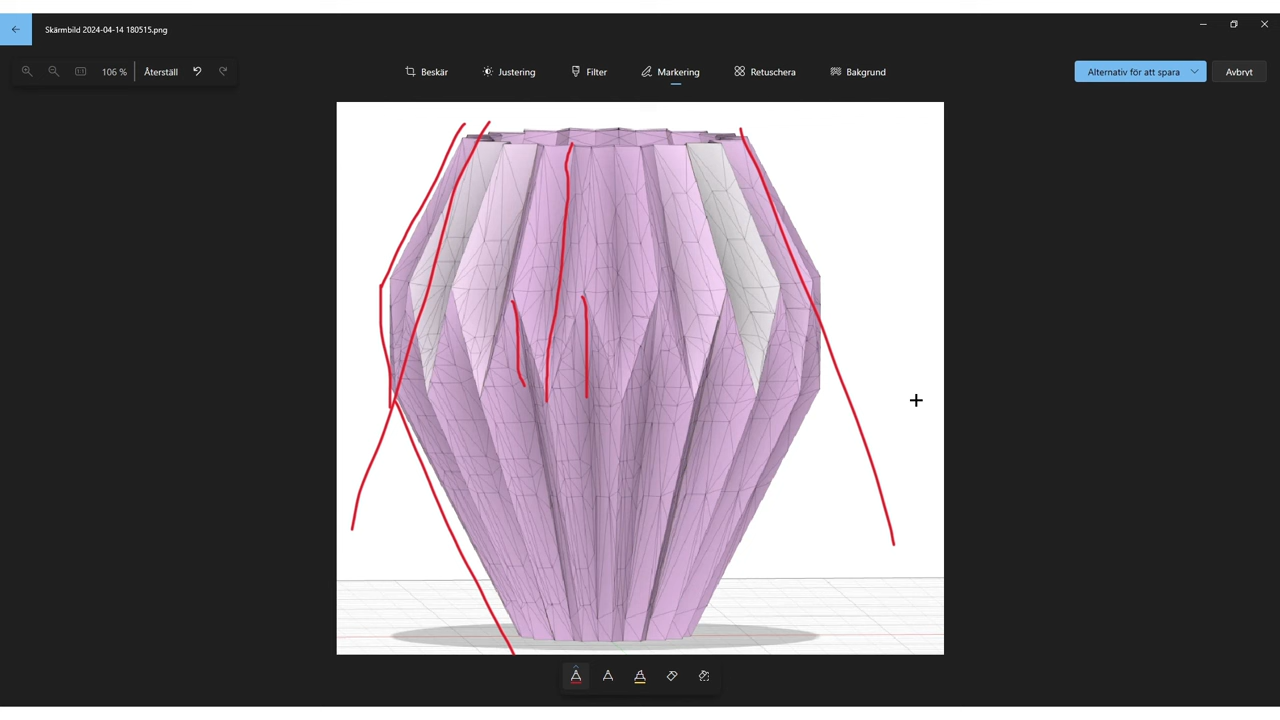 Skärmbild 2024-04-14 180515.png
106 % Återställ Beskär Justering Filter Markering Retuschera Bakgrund Alternativ för att spara Avbryt